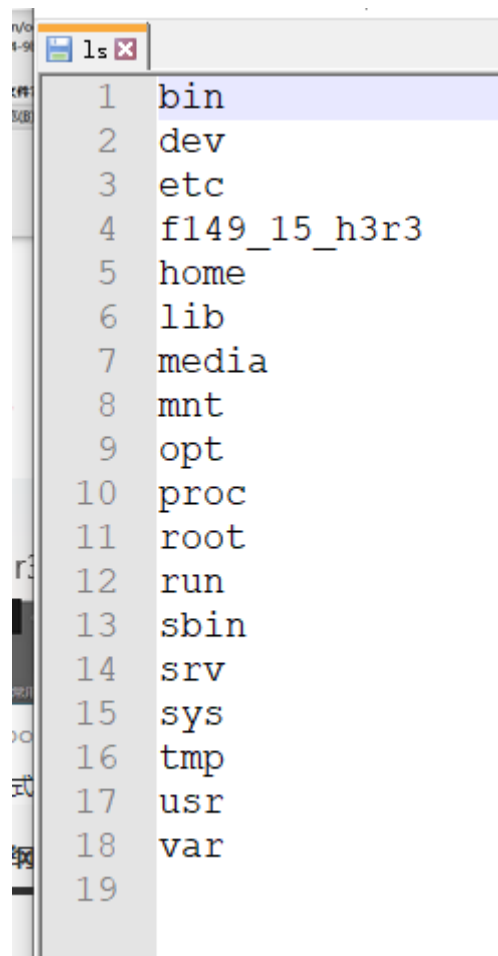 ls
1 bin
2 dev
3 etc
4 f149_15_h3r3
5 home
6 lib
7 media
8 mnt
9 opt
10 proc
11 root
12 run
13 sbin
14 srv
15 sys
16 tmp
17 usr
18 var
19